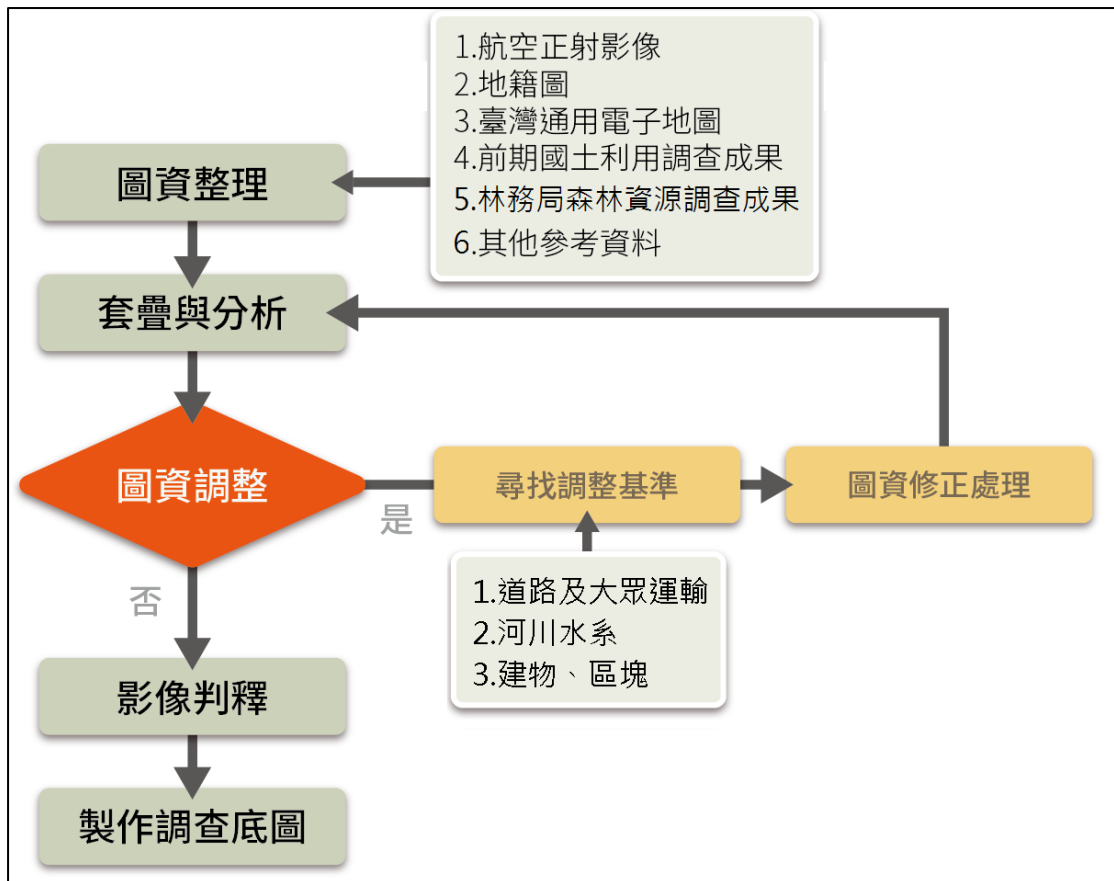 1.航空正射影像
2.地籍圖
3.臺灣通用電子地圖
4.前期國土利用調查成果
5.林務局森林資源調查成果
6.其他參考資料
圖資整理
套疊與分析
圖資調整
是
尋找調整基準
圖資修正處理
1.道路及大眾運輸
2.河川水系
3.建物、區塊
否
影像判釋
製作調查底圖